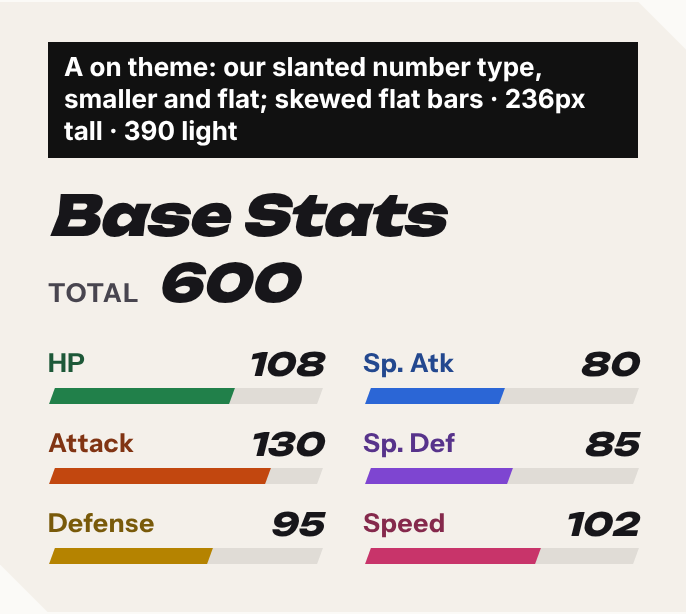 A on theme: our slanted number type,
smaller and flat; skewed flat bars · 236px
tall · 390 light
Base Stats
TOTAL 600
HP 108
Sp. Atk 80
Attack 130
Sp. Def 85
Defense 95
Speed 102